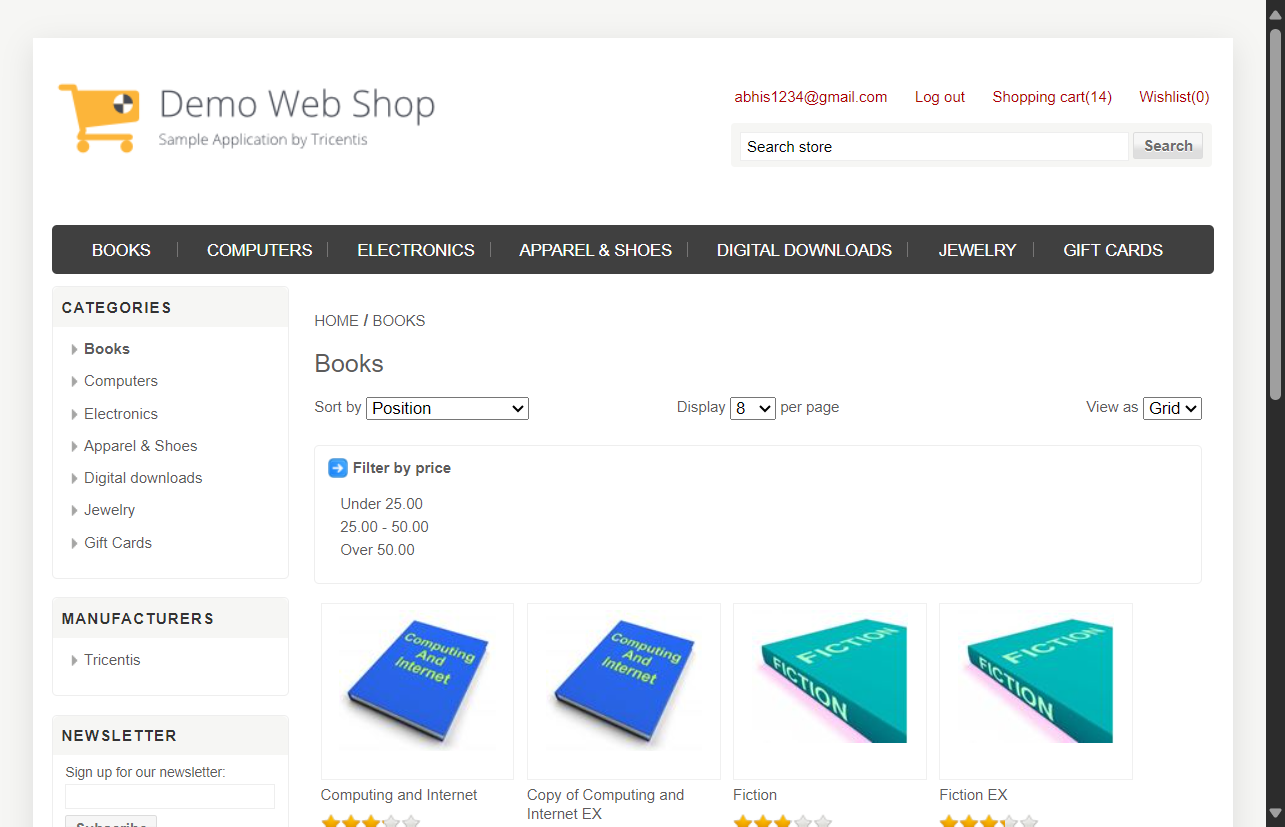 Demo Web Shop
Sample Application by Tricentis
abhis1234@gmail.com Log out Shopping cart(14) Wishlist(0)
Search store Search
BOOKS COMPUTERS ELECTRONICS APPAREL & SHOES DIGITAL DOWNLOADS JEWELRY GIFT CARDS
CATEGORIES
Books
Computers
Electronics
Apparel & Shoes
Digital downloads
Jewelry
Gift Cards
MANUFACTURERS
Tricentis
NEWSLETTER
Sign up for our newsletter:
Subscribe
HOME / BOOKS
Books
Sort by Position Display 8 per page View as Grid
Filter by price
Under 25.00
25.00 - 50.00
Over 50.00
Computing
And
Internet
Computing
And
Internet
FICTION
FICTION
FICTION
FICTION
Computing and Internet
Copy of Computing and
Internet EX
Fiction
Fiction EX